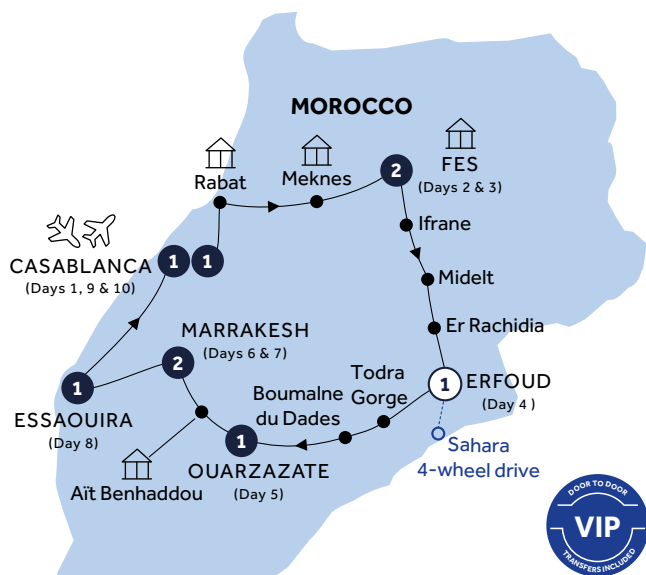 MOROCCO
Rabat
Meknes
2
FES
(Days 2 & 3)
Ifrane
Midelt
Er Rachidia
CASABLANCA
(Days 1, 9 & 10)
1
1
MARRAKESH
(Days 6 & 7)
2
1
ESSAOUIRA
(Day 8)
Aït Benhaddou
1
OUARZAZATE
(Day 5)
Boumalne
du Dades
Todra
Gorge
1
ERFOUD
(Day 4 )
Sahara
4-wheel drive
DOOR TO DOOR
VIP
TRANSFERS INCLUDED